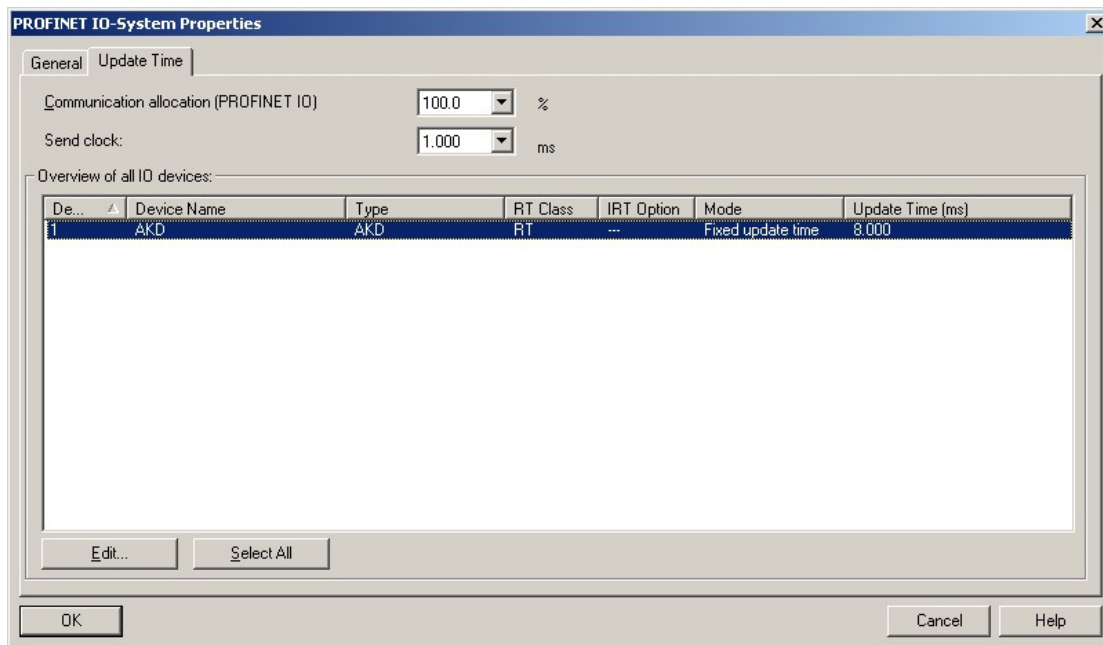 PROFINET IO-System Properties
General Update Time
Communication allocation (PROFINET IO) 100.0 %
Send clock: 1.000 ms
Overview of all IO devices:
De... Device Name Type RT Class IRT Option Mode Update Time (ms)
1 AKD AKD RT --- Fixed update time 8.000
Edit... Select All
OK Cancel Help